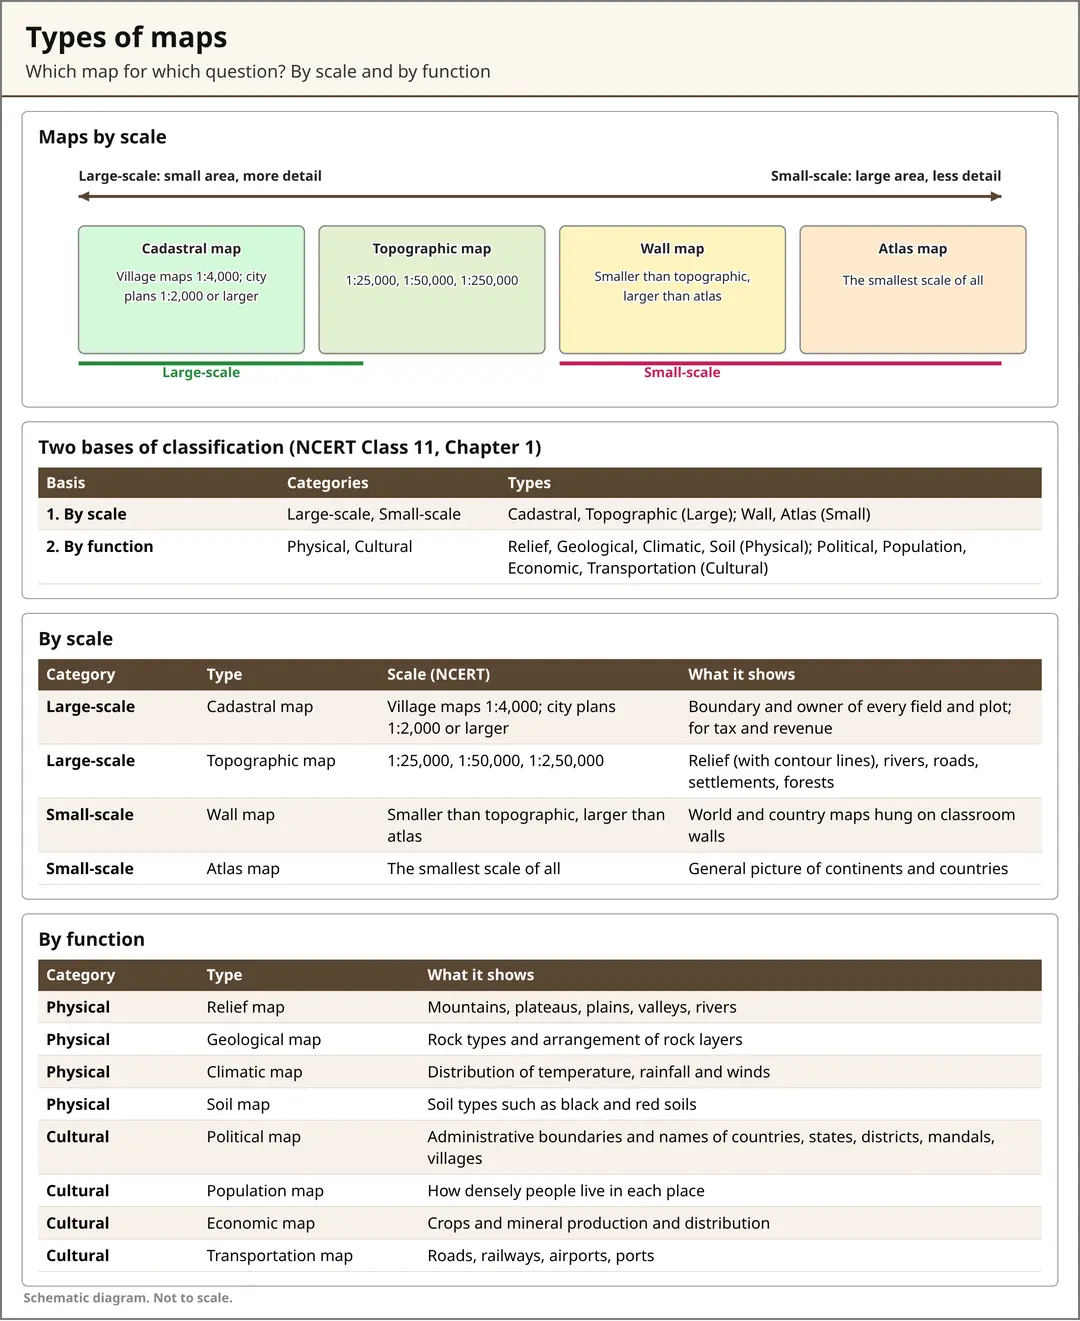 Types of maps
Which map for which question? By scale and by function
Maps by scale
Large-scale: small area, more detail
Small-scale: large area, less detail
Cadastral map
Village maps 1:4,000; city
plans 1:2,000 or larger
Topographic map
1:25,000, 1:50,000, 1:250,000
Wall map
Smaller than topographic,
larger than atlas
Atlas map
The smallest scale of all
Large-scale
Small-scale
Two bases of classification (NCERT Class 11, Chapter 1)
Basis Categories Types
1. By scale Large-scale, Small-scale Cadastral, Topographic (Large); Wall, Atlas (Small)
2. By function Physical, Cultural Relief, Geological, Climatic, Soil (Physical); Political, Population,
Economic, Transportation (Cultural)
By scale
Category Type Scale (NCERT) What it shows
Large-scale Cadastral map Village maps 1:4,000; city plans Boundary and owner of every field and plot;
1:2,000 or larger for tax and revenue
Large-scale Topographic map 1:25,000, 1:50,000, 1:2,50,000 Relief (with contour lines), rivers, roads,
settlements, forests
Small-scale Wall map Smaller than topographic, larger than World and country maps hung on classroom
atlas walls
Small-scale Atlas map The smallest scale of all General picture of continents and countries
By function
Category Type What it shows
Physical Relief map Mountains, plateaus, plains, valleys, rivers
Physical Geological map Rock types and arrangement of rock layers
Physical Climatic map Distribution of temperature, rainfall and winds
Physical Soil map Soil types such as black and red soils
Cultural Political map Administrative boundaries and names of countries, states, districts, mandals,
villages
Cultural Population map How densely people live in each place
Cultural Economic map Crops and mineral production and distribution
Cultural Transportation map Roads, railways, airports, ports
Schematic diagram. Not to scale.